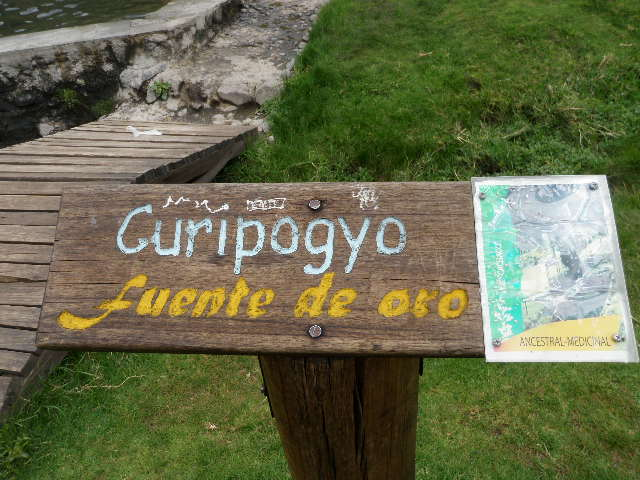 Curipogyo
fuente de oro
ANCESTRAL-MEDICINAL